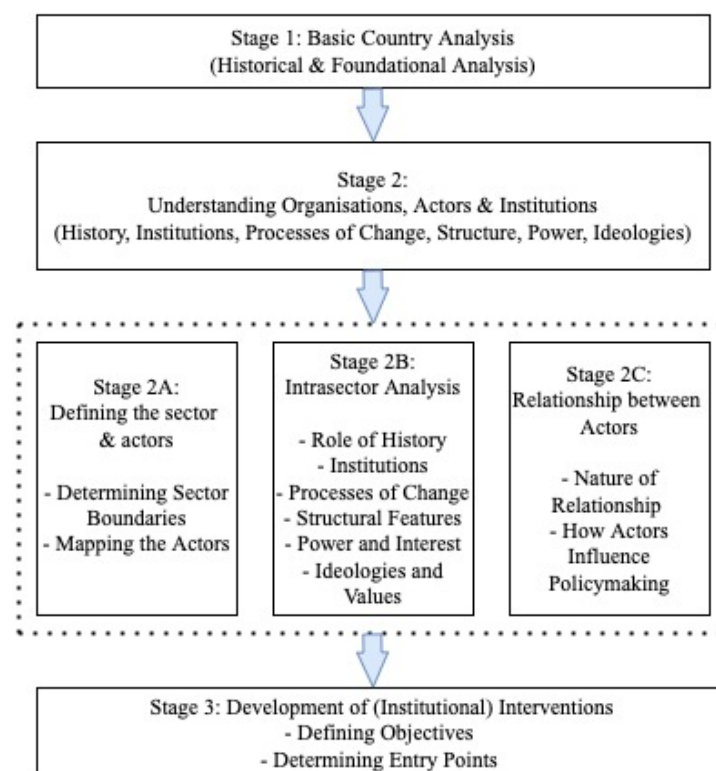 Stage 1: Basic Country Analysis
(Historical & Foundational Analysis)
Stage 2:
Understanding Organisations, Actors & Institutions
(History, Institutions, Processes of Change, Structure, Power, Ideologies)
Stage 2A:
Defining the sector
& actors
- Determining Sector
Boundaries
- Mapping the Actors
Stage 2B:
Intrasector Analysis
- Role of History
- Institutions
- Processes of Change
- Structural Features
- Power and Interest
- Ideologies and
Values
Stage 2C:
Relationship between
Actors
- Nature of
Relationship
- How Actors
Influence
Policymaking
Stage 3: Development of (Institutional) Interventions
- Defining Objectives
- Determining Entry Points